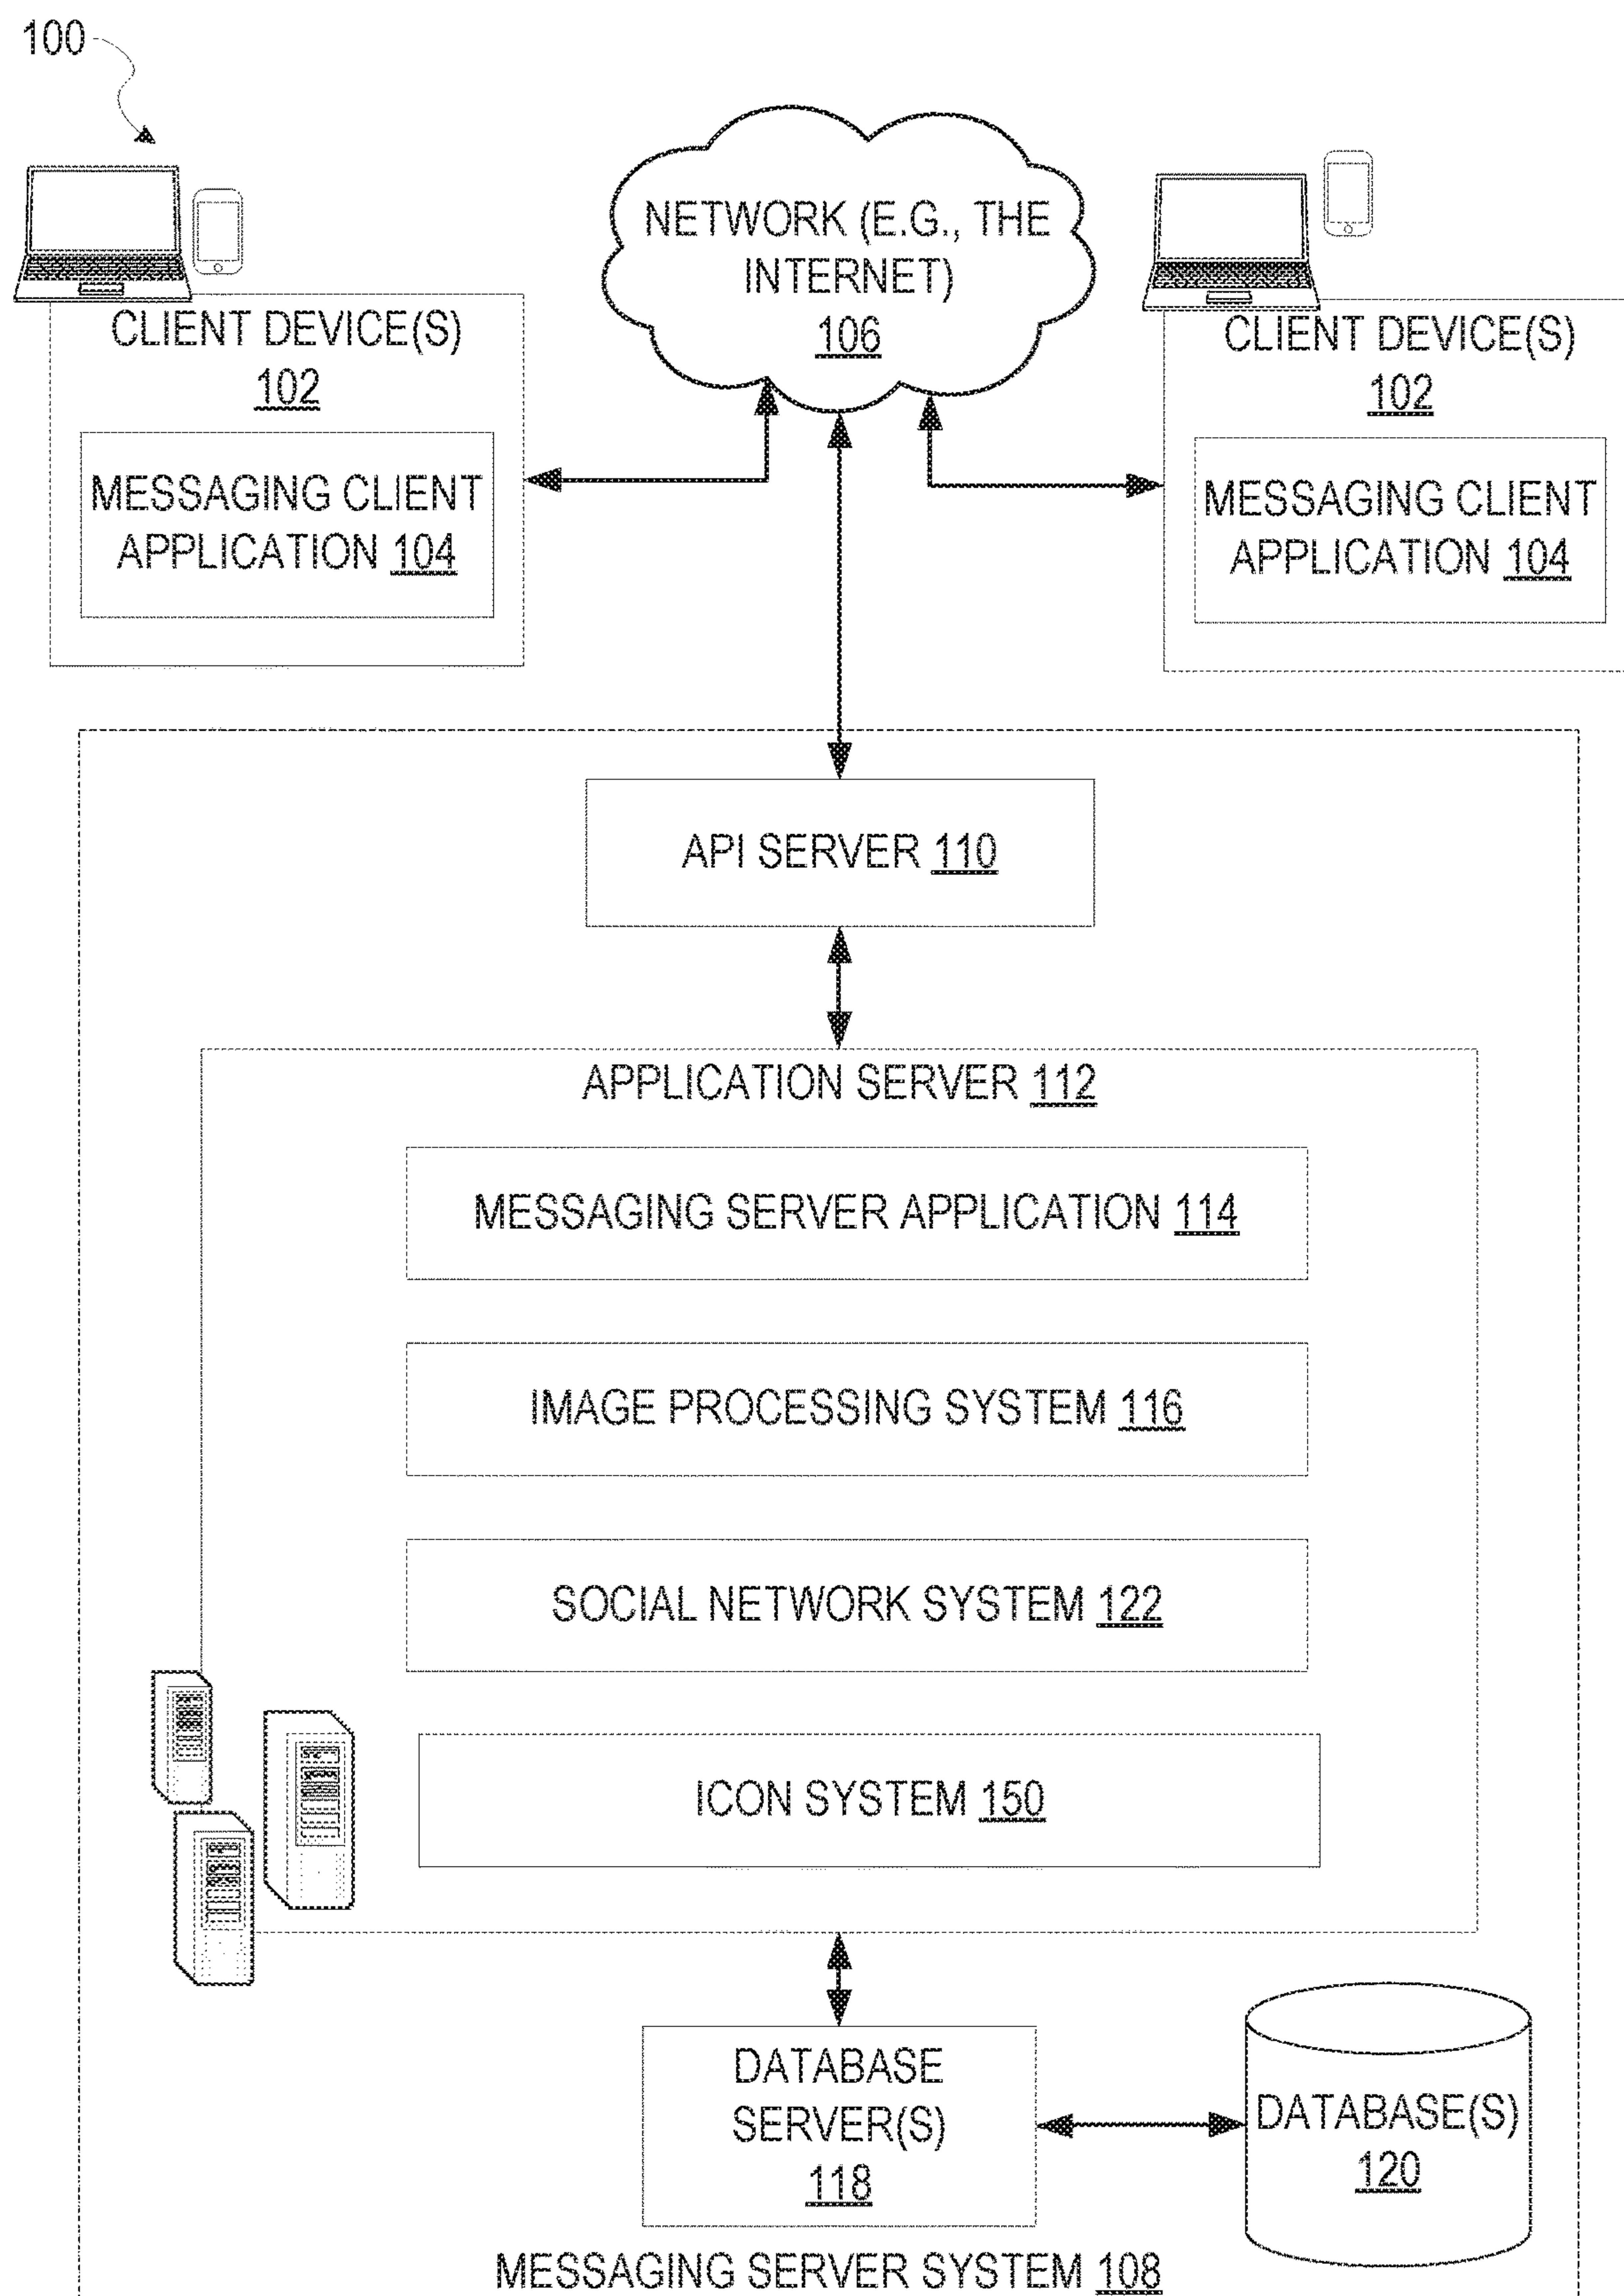 100
NETWORK (E.G., THE
INTERNET)
106
CLIENT DEVICE(S)
102
MESSAGING CLIENT
APPLICATION 104
CLIENT DEVICE(S)
102
MESSAGING CLIENT
APPLICATION 104
API SERVER 110
APPLICATION SERVER 112
MESSAGING SERVER APPLICATION 114
IMAGE PROCESSING SYSTEM 116
SOCIAL NETWORK SYSTEM 122
ICON SYSTEM 150
DATABASE
SERVER(S)
118
DATABASE(S)
120
MESSAGING SERVER SYSTEM 108